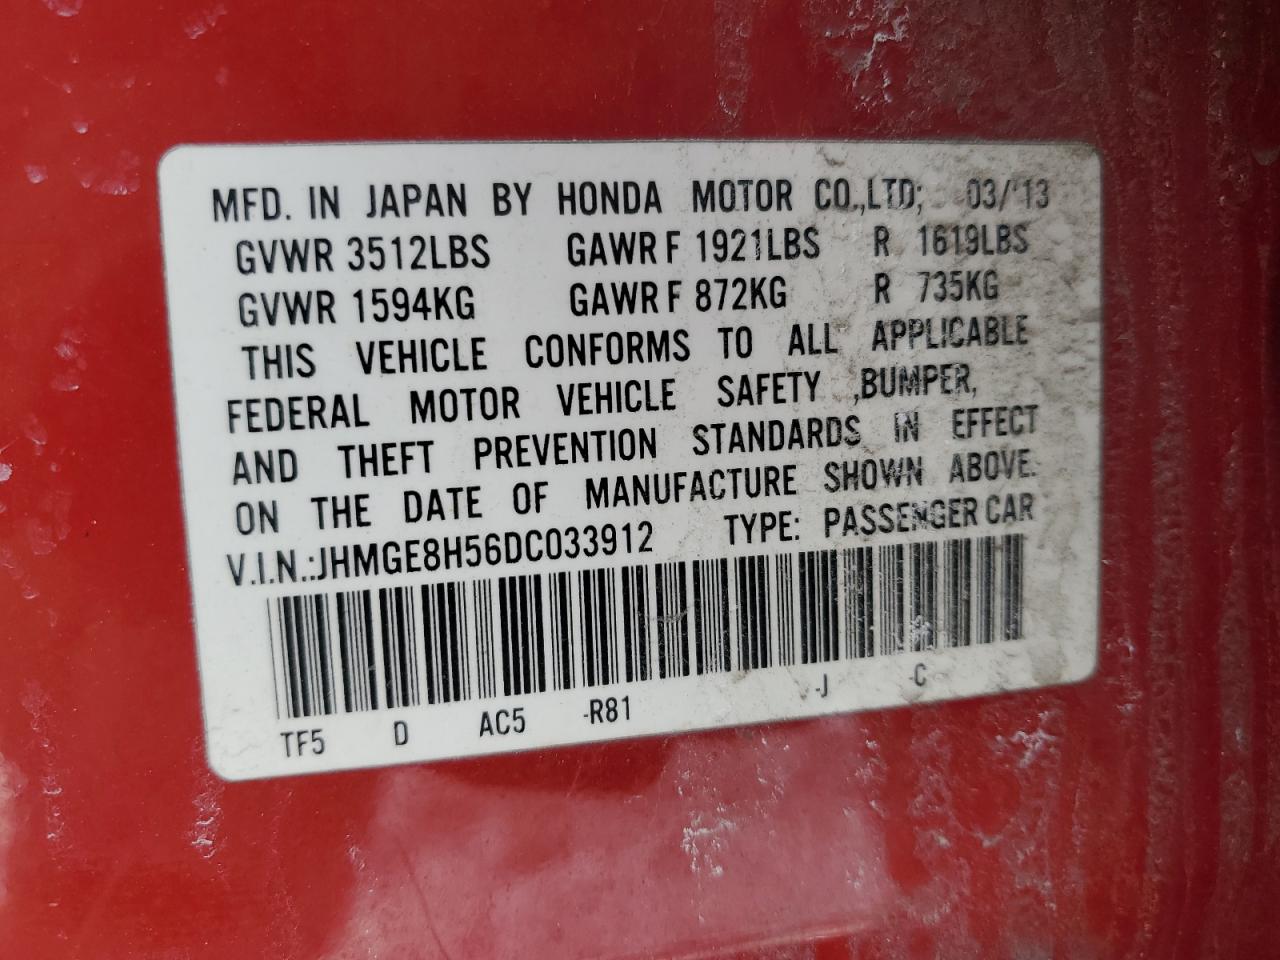 MFD. IN JAPAN BY HONDA MOTOR CO.,LTD; 03/'13
GVWR 3512LBS GAWR F 1921LBS R 1619LBS
GVWR 1594KG GAWR F 872KG R 735KG
THIS VEHICLE CONFORMS TO ALL APPLICABLE
FEDERAL MOTOR VEHICLE SAFETY ,BUMPER,
AND THEFT PREVENTION STANDARDS IN EFFECT
ON THE DATE OF MANUFACTURE SHOWN ABOVE.
V.I.N.:JHMGE8H56DC033912 TYPE: PASSENGER CAR
TF5 D AC5 -R81 -J -C